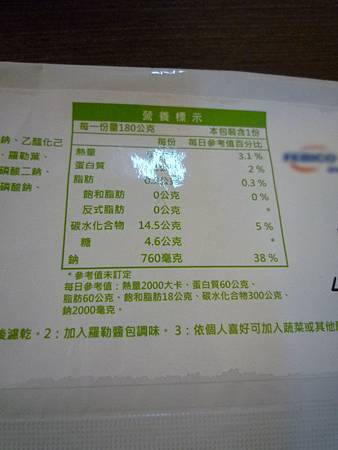 營養標示
每一份量180公克 本包裝含1份
每份 每日參考值百分比
熱量 3.1%
蛋白質 2%
脂肪 0.3%
飽和脂肪 0公克 0%
反式脂肪 0公克 *
碳水化合物 14.5公克 5%
糖 4.6公克 *
鈉 760毫克 38%
*參考值未訂定
每日參考值：熱量2000大卡、蛋白質60公克、
脂肪60公克、飽和脂肪18公克、碳水化合物300公克、
鈉2000毫克。
鈉、乙醯化己
、羅勒葉、
磷酸二鈉、
磷酸鈉、
FEBICO
後濾乾。2：加入羅勒醬包調味。3：依個人喜好可加入蔬菜或其他